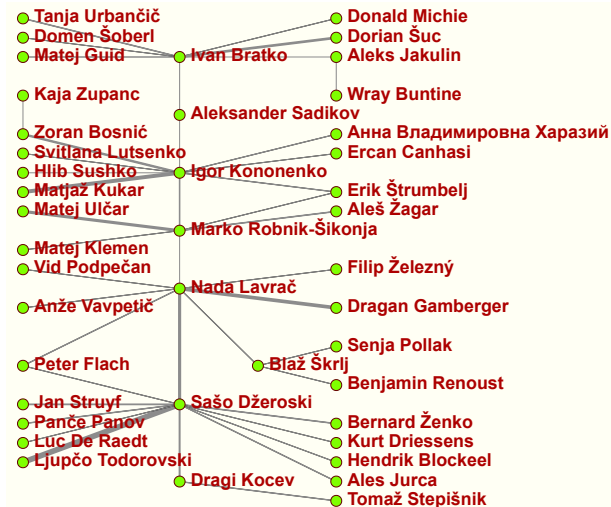 Tanja Urbančič
Donald Michie
Domen Šoberl
Dorian Šuc
Matej Guid
Ivan Bratko
Aleks Jakulin
Kaja Zupanc
Wray Buntine
Aleksander Sadikov
Zoran Bosnić
Анна Владимировна Харазий
Svitlana Lutsenko
Ercan Canhasi
Hlib Sushko
Igor Kononenko
Matjaž Kukar
Erik Štrumbelj
Matej Ulčar
Aleš Žagar
Marko Robnik-Šikonja
Matej Klemen
Vid Podpečan
Filip Železný
Nada Lavrač
Anže Vavpetič
Dragan Gamberger
Senja Pollak
Peter Flach
Blaž Škrlj
Benjamin Renoust
Jan Struyf
Sašo Džeroski
Panče Panov
Bernard Ženko
Luc De Raedt
Kurt Driessens
Ljupčo Todorovski
Hendrik Blockeel
Dragi Kocev
Ales Jurca
Tomaž Stepišnik